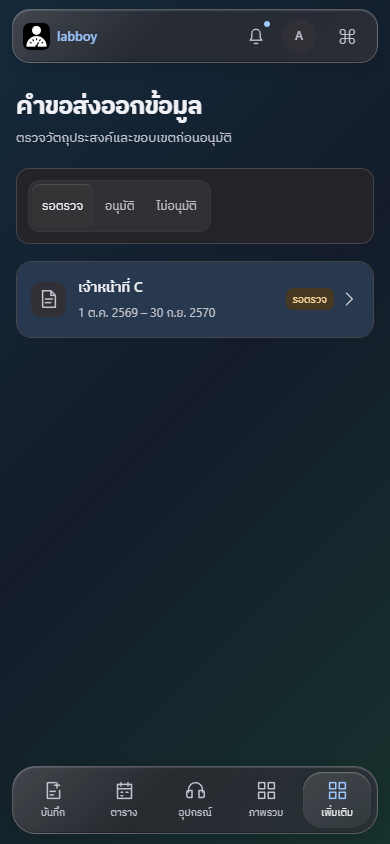 labboy
A
คำขอส่งออกข้อมูล
ตรวจวัตถุประสงค์และขอบเขตก่อนอนุมัติ
รอตรวจ อนุมัติ ไม่อนุมัติ
เจ้าหน้าที่ C
1 ต.ค. 2569 – 30 ก.ย. 2570
รอตรวจ
บันทึก ตาราง อุปกรณ์ ภาพรวม เพิ่มเติม